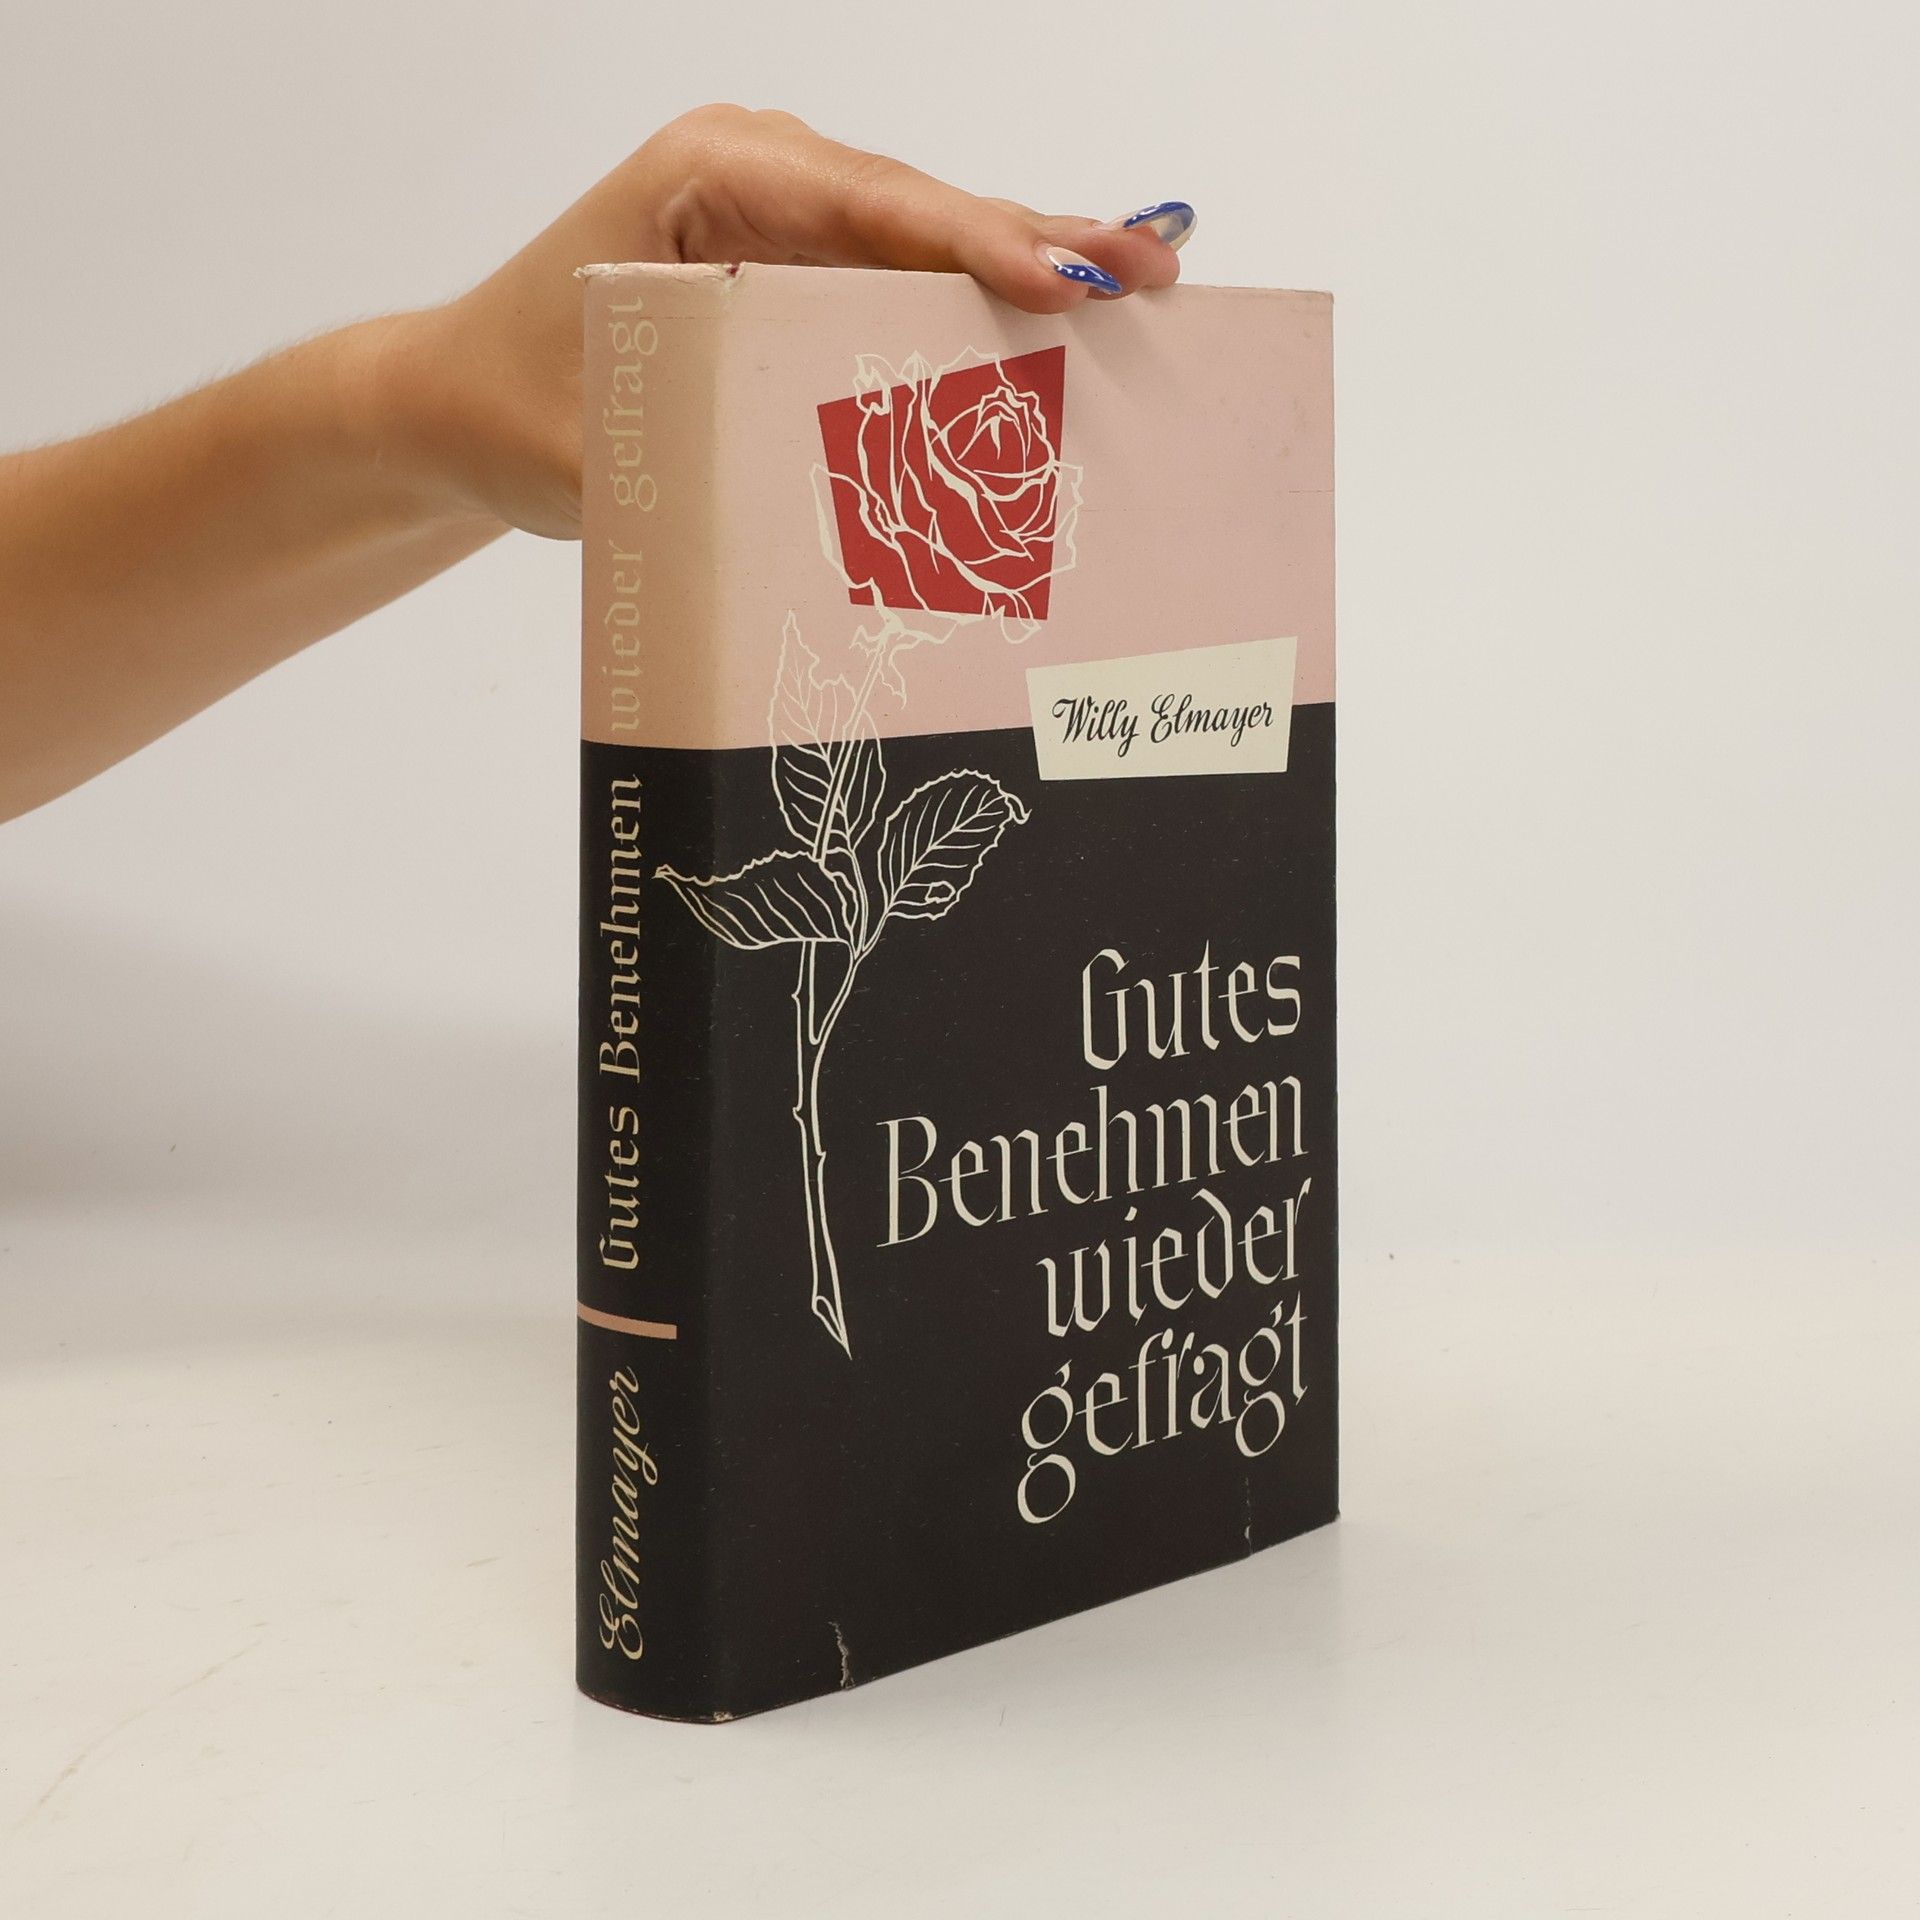 Willy Elmayer
Gutes
Benehmen
wieder
gefragt
Elmayer | Gutes Benehmen wieder gefragt